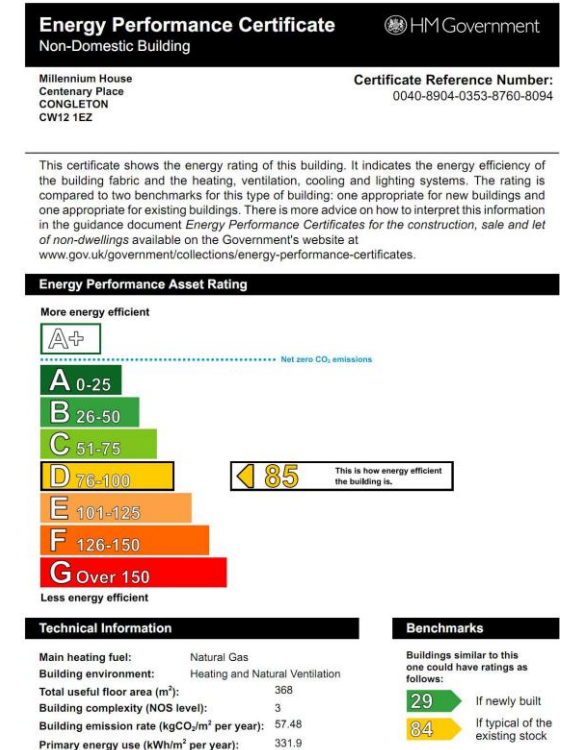 Energy Performance Certificate
HM Government
Non-Domestic Building
Millennium House
Centenary Place
CONGLETON
CW12 1EZ
Certificate Reference Number:
0040-8904-0353-8760-8094
This certificate shows the energy rating of this building. It indicates the energy efficiency of
the building fabric and the heating, ventilation, cooling and lighting systems. The rating is
compared to two benchmarks for this type of building: one appropriate for new buildings and
one appropriate for existing buildings. There is more advice on how to interpret this information
in the guidance document Energy Performance Certificates for the construction, sale and let
of non-dwellings available on the Government's website at
www.gov.uk/government/collections/energy-performance-certificates.
Energy Performance Asset Rating
More energy efficient
A+
Net zero CO₂ emissions
A 0-25
B 26-50
C 51-75
D 76-100
85
This is how energy efficient
the building is.
E 101-125
F 126-150
G Over 150
Less energy efficient
Technical Information
Main heating fuel: Natural Gas
Building environment: Heating and Natural Ventilation
Total useful floor area (m²): 368
Building complexity (NOS level): 3
Building emission rate (kgCO₂/m² per year): 57.48
Primary energy use (kWh/m² per year): 331.9
Benchmarks
Buildings similar to this
one could have ratings as
follows:
29 If newly built
84 If typical of the
existing stock